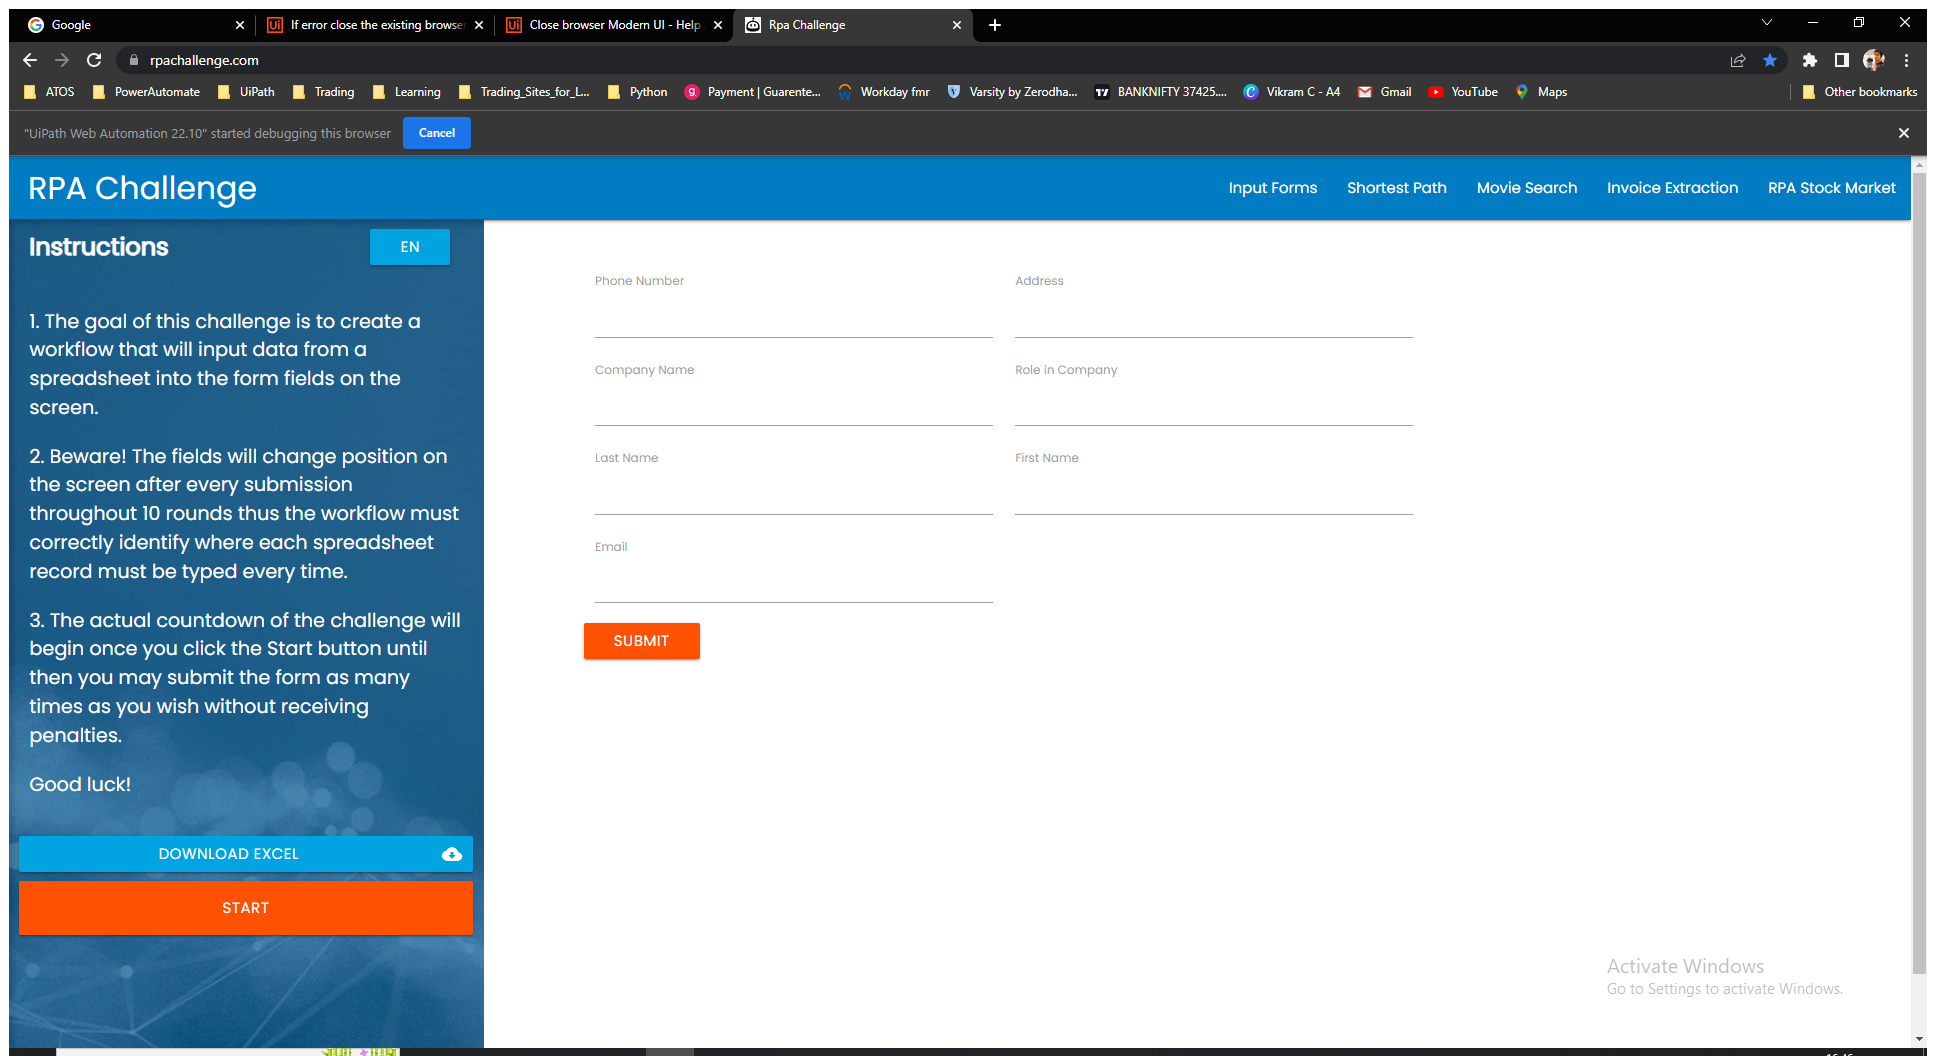 Google
If error close the existing browse
Close browser Modern UI - Help
Rpa Challenge
rpachallenge.com
ATOS
PowerAutomate
UiPath
Trading
Learning
Trading_Sites_for_L...
Python
Payment | Guarente...
Workday fmr
Varsity by Zerodha...
BANKNIFTY 37425....
Vikram C - A4
Gmail
YouTube
Maps
Other bookmarks
"UiPath Web Automation 22.10" started debugging this browser
Cancel
RPA Challenge
Input Forms
Shortest Path
Movie Search
Invoice Extraction
RPA Stock Market
Instructions
EN
1. The goal of this challenge is to create a
workflow that will input data from a
spreadsheet into the form fields on the
screen.
2. Beware! The fields will change position on
the screen after every submission
throughout 10 rounds thus the workflow must
correctly identify where each spreadsheet
record must be typed every time.
3. The actual countdown of the challenge will
begin once you click the Start button until
then you may submit the form as many
times as you wish without receiving
penalties.
Good luck!
DOWNLOAD EXCEL
START
Phone Number
Address
Company Name
Role in Company
Last Name
First Name
Email
SUBMIT
Activate Windows
Go to Settings to activate Windows.